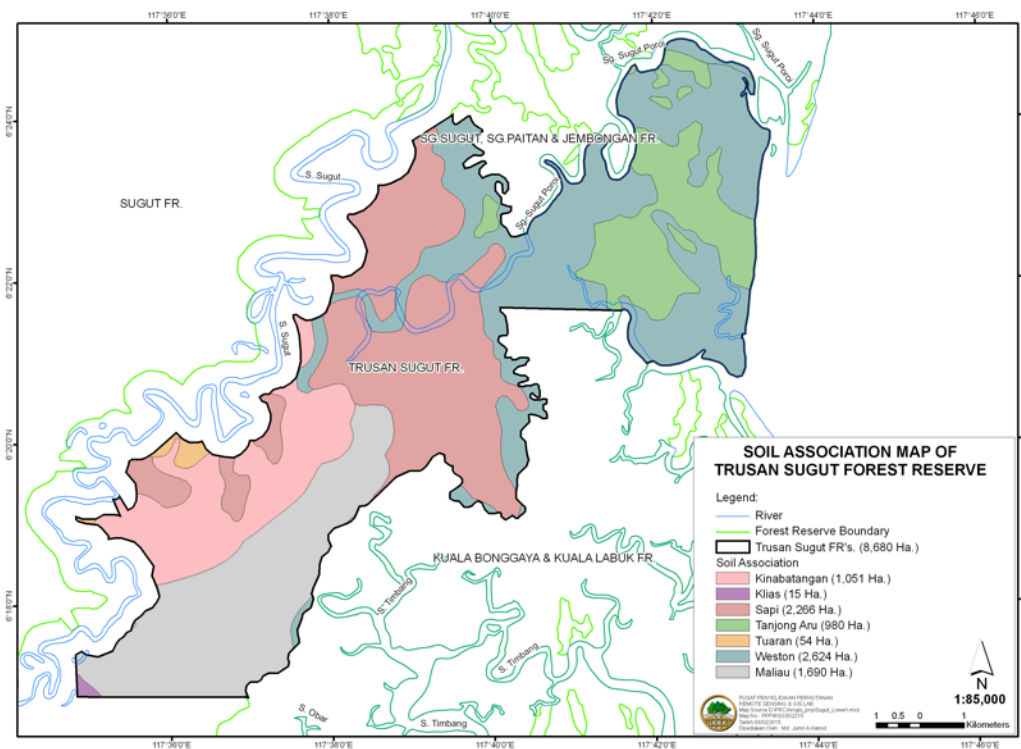 117°36'0"E 117°38'0"E 117°40'0"E 117°42'0"E 117°44'0"E 117°46'0"E
Sg. Sugut Poroi
Sg. Sugut Poroi
6°24'0"N
SG.SUGUT, SG.PAITAN & JEMBONGAN FR.
S. Sugut
Sg. Sugut Poroi
SUGUT FR.
6°22'0"N
S. Sugut
TRUSAN SUGUT FR.
6°20'0"N
KUALA BONGGAYA & KUALA LABUK FR.
S. Timbang
6°18'0"N
S. Timbang
S. Obar
S. Timbang
SOIL ASSOCIATION MAP OF
TRUSAN SUGUT FOREST RESERVE
Legend:
River
Forest Reserve Boundary
Trusan Sugut FR's. (8,680 Ha.)
Soil Association
Kinabatangan (1,051 Ha.)
Klias (15 Ha.)
Sapi (2,266 Ha.)
Tanjong Aru (980 Ha.)
Tuaran (54 Ha.)
Weston (2,624 Ha.)
Maliau (1,690 Ha.)
N
1:85,000
PUSAT PENYELIDIKAN PERHUTANAN
REMOTE SENSING & GIS LAB
1 0.5 0 1
Kilometers
117°36'0"E 117°38'0"E 117°40'0"E 117°42'0"E 117°44'0"E 117°46'0"E